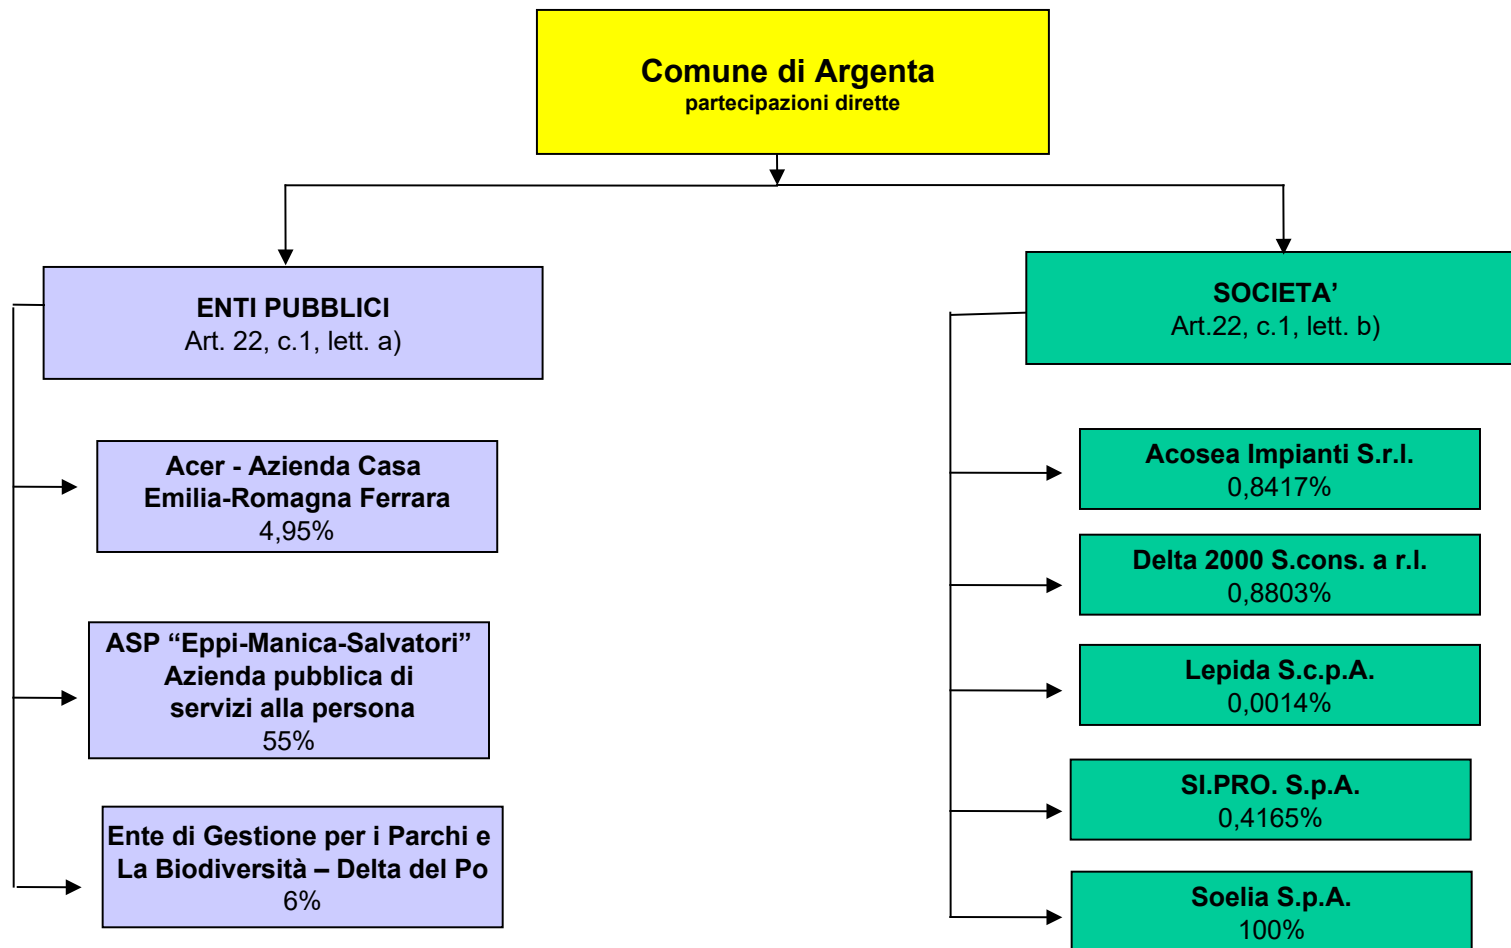 Comune di Argenta
partecipazioni dirette
ENTI PUBBLICI
Art. 22, c.1, lett. a)
Acer - Azienda Casa
Emilia-Romagna Ferrara
4,95%
ASP “Eppi-Manica-Salvatori”
Azienda pubblica di
servizi alla persona
55%
Ente di Gestione per i Parchi e
La Biodiversità – Delta del Po
6%
SOCIETA’
Art.22, c.1, lett. b)
Acosea Impianti S.r.l.
0,8417%
Delta 2000 S.cons. a r.l.
0,8803%
Lepida S.c.p.A.
0,0014%
SI.PRO. S.p.A.
0,4165%
Soelia S.p.A.
100%